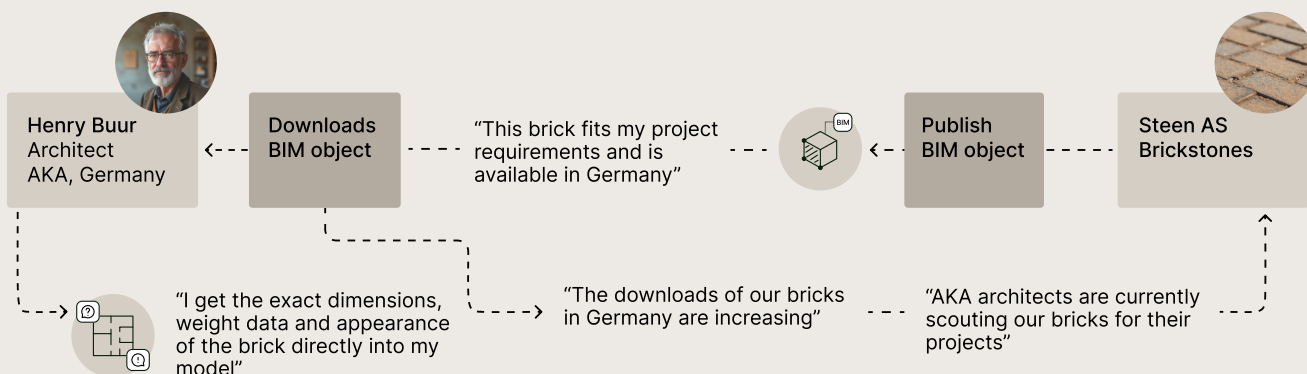 Henry Buur
Architect
AKA, Germany
Downloads
BIM object
“This brick fits my project
requirements and is
available in Germany”
BIM
Publish
BIM object
Steen AS
Brickstones
“I get the exact dimensions,
weight data and appearance
of the brick directly into my
model”
“The downloads of our bricks
in Germany are increasing”
“AKA architects are currently
scouting our bricks for their
projects”